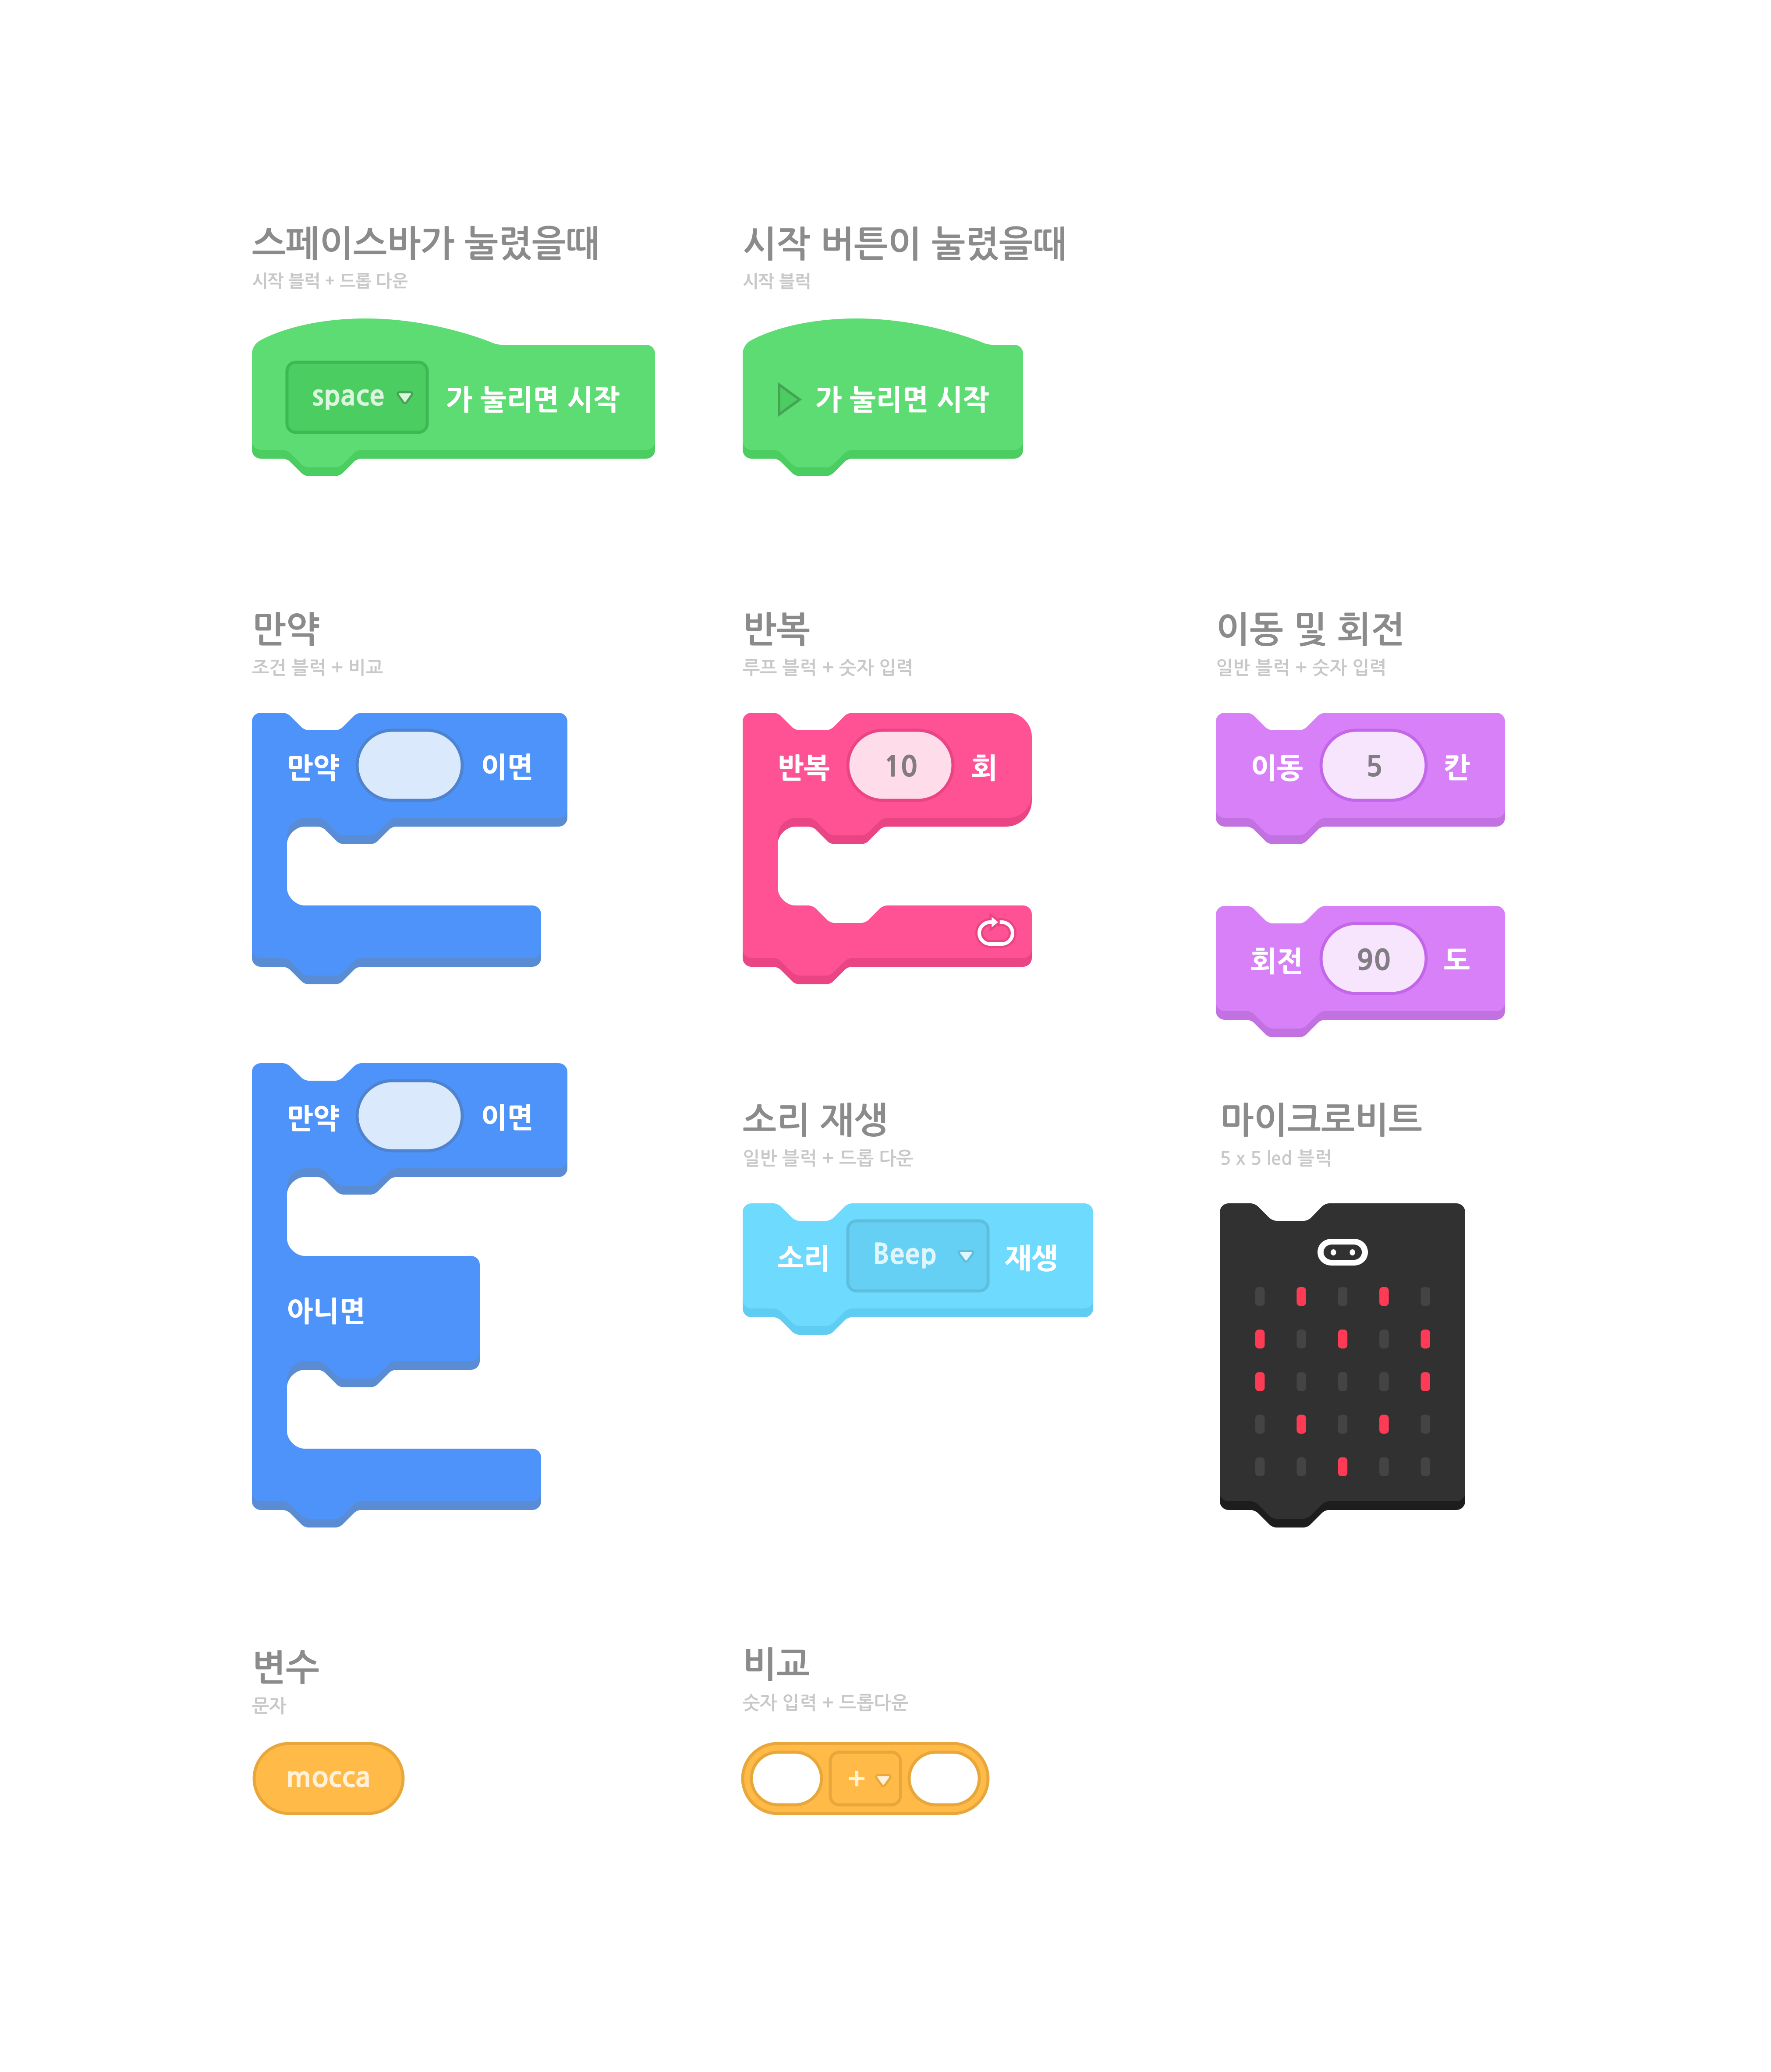 스페이스바가 눌렸을때
시작 블럭 + 드롭 다운
space 가 눌리면 시작
시작 버튼이 눌렸을때
시작 블럭
가 눌리면 시작
만약
조건 블럭 + 비교
만약 이면
반복
루프 블럭 + 숫자 입력
반복 10 회
이동 및 회전
일반 블럭 + 숫자 입력
이동 5 칸
회전 90 도
만약 이면
아니면
소리 재생
일반 블럭 + 드롭 다운
소리 Beep 재생
마이크로비트
5 x 5 led 블럭
변수
문자
mocca
비교
숫자 입력 + 드롭다운
+